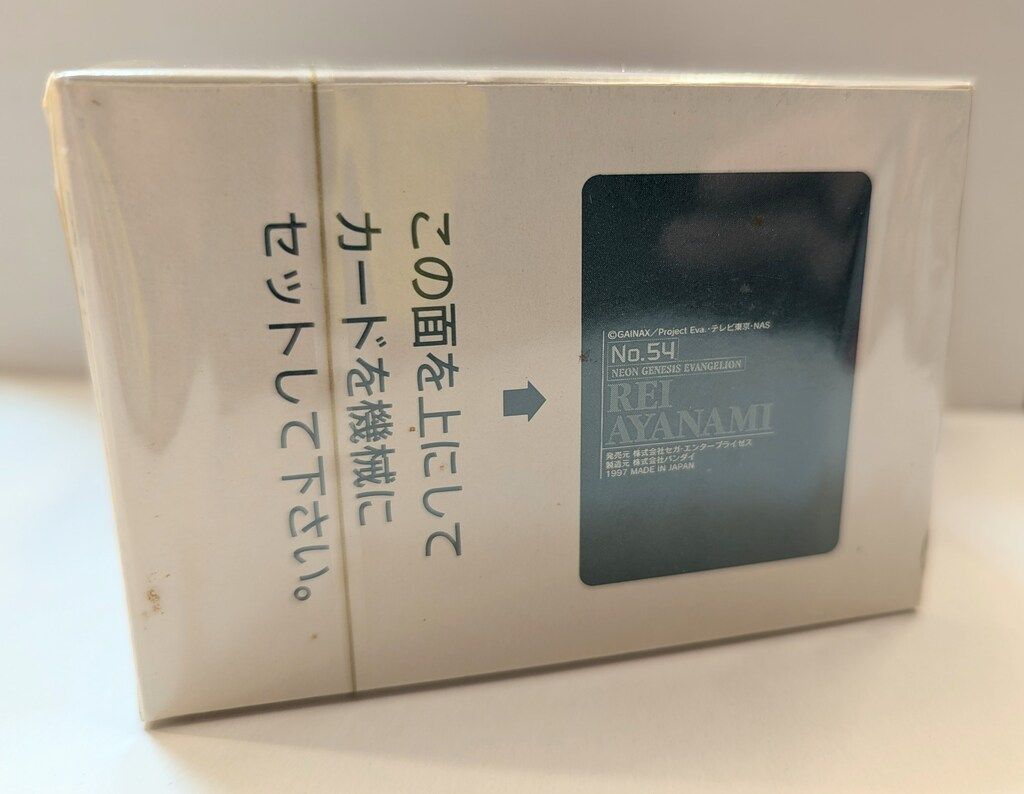 この面を上にして
カードを機械に
セットして下さい。
©GAINAX／Project Eva.・テレビ東京・NAS
No.54
NEON GENESIS EVANGELION
REI
AYANAMI
発売元 株式会社セガ・エンタープライゼス
製造元 株式会社バンダイ
1997 MADE IN JAPAN